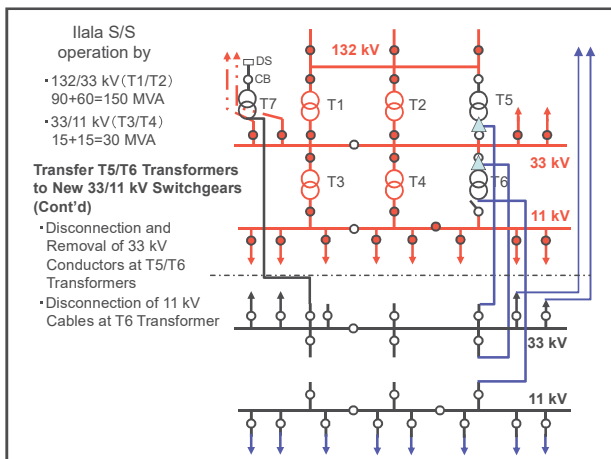 Ilala S/S
operation by
・132/33 kV(T1/T2)
90+60=150 MVA
・33/11 kV(T3/T4)
15+15=30 MVA
Transfer T5/T6 Transformers
to New 33/11 kV Switchgears
(Cont'd)
・Disconnection and
Removal of 33 kV
Conductors at T5/T6
Transformers
・Disconnection of 11 kV
Cables at T6 Transformer
DS
CB
T7
132 kV
T1
T2
T5
33 kV
T3
T4
T6
11 kV
33 kV
11 kV